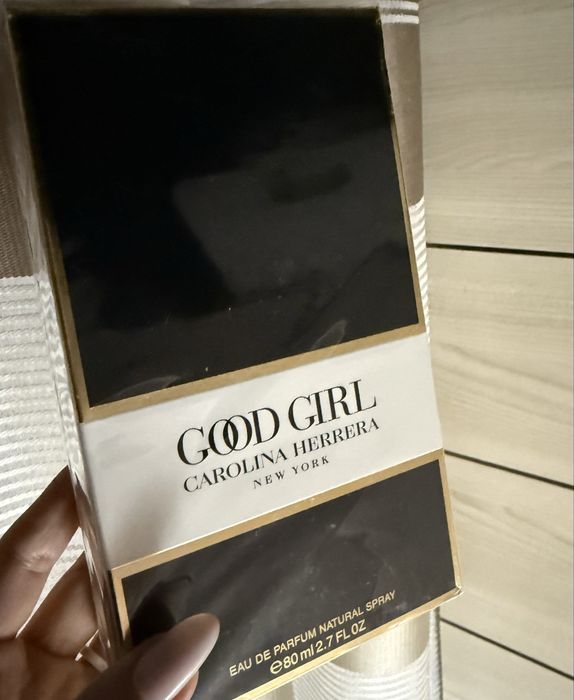 GOOD GIRL
CAROLINA HERRERA
NEW YORK
EAU DE PARFUM NATURAL SPRAY
℮80 ml 2.7 FL OZ